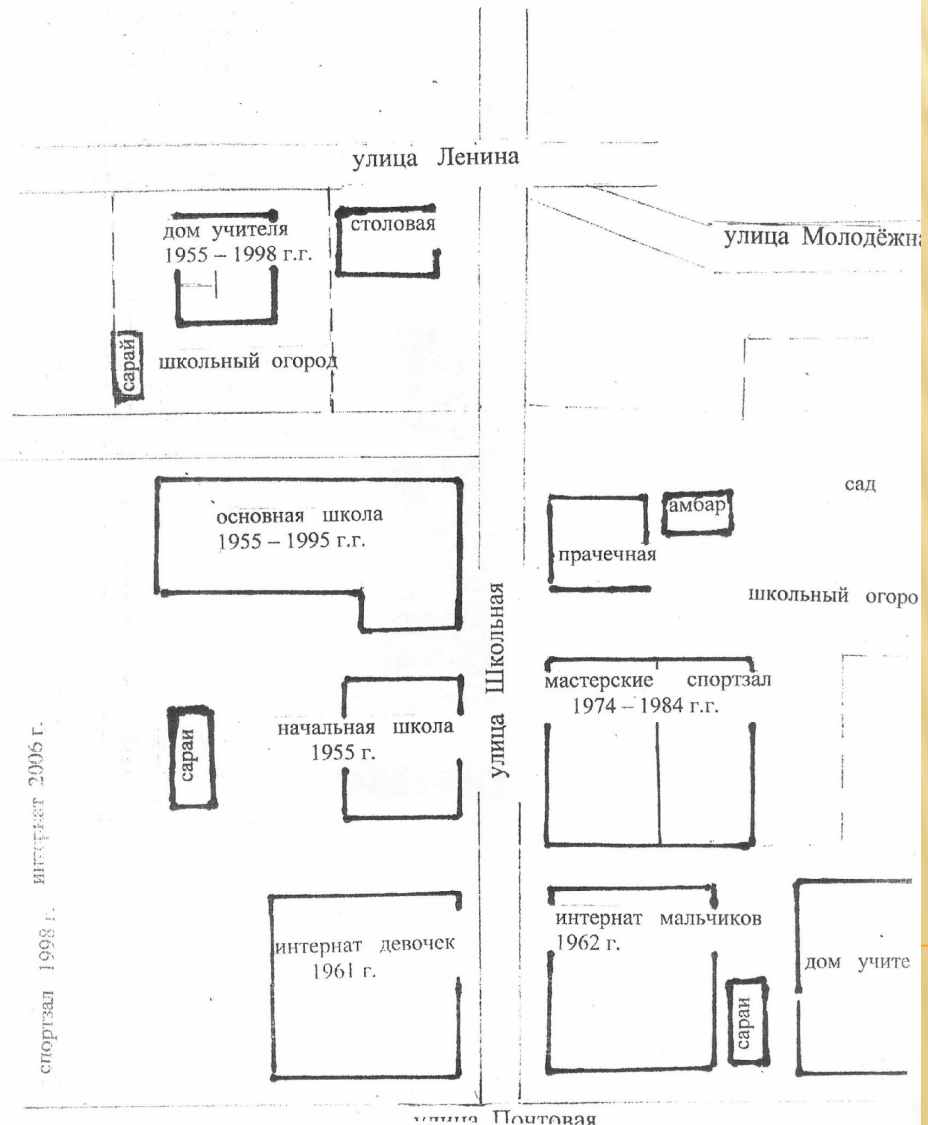 улица Ленина
дом учителя
1955 – 1998 г.г.
столовая
улица Молодёжна
сарай
школьный огород
основная школа
1955 – 1995 г.г.
амбар
сад
прачечная
школьный огоро
улица Школьная
мастерские спортзал
1974 – 1984 г.г.
начальная школа
1955 г.
сараи
спортзал 1998 г. интернат 2006 г.
интернат девочек
1961 г.
интернат мальчиков
1962 г.
сараи
дом учите
улица Почтовая